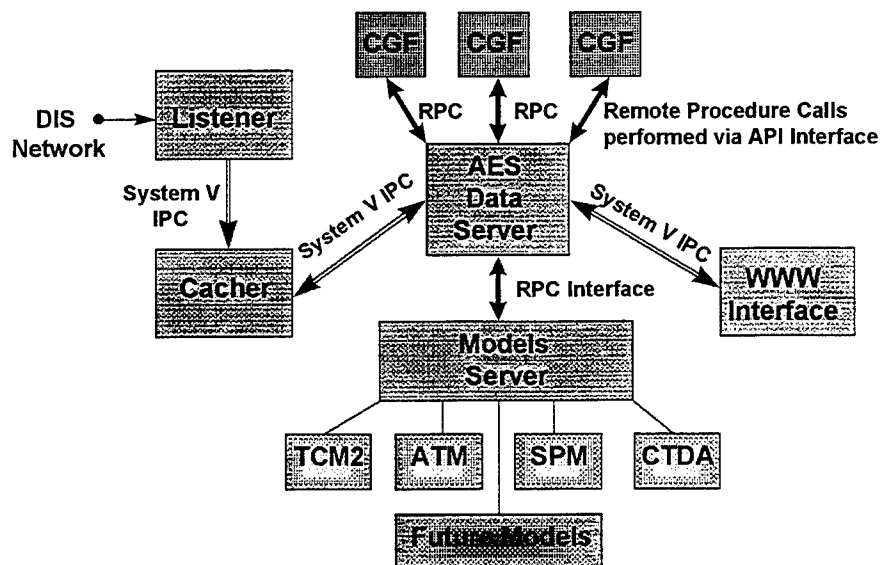 CGF
CGF
CGF
RPC
RPC
Remote Procedure Calls
performed via API Interface
DIS
Network
Listener
AES
Data
Server
System V
IPC
System V IPC
System V IPC
Cacher
RPC Interface
WWW
Interface
Models
Server
TCM2
ATM
SPM
CTDA
Future Models